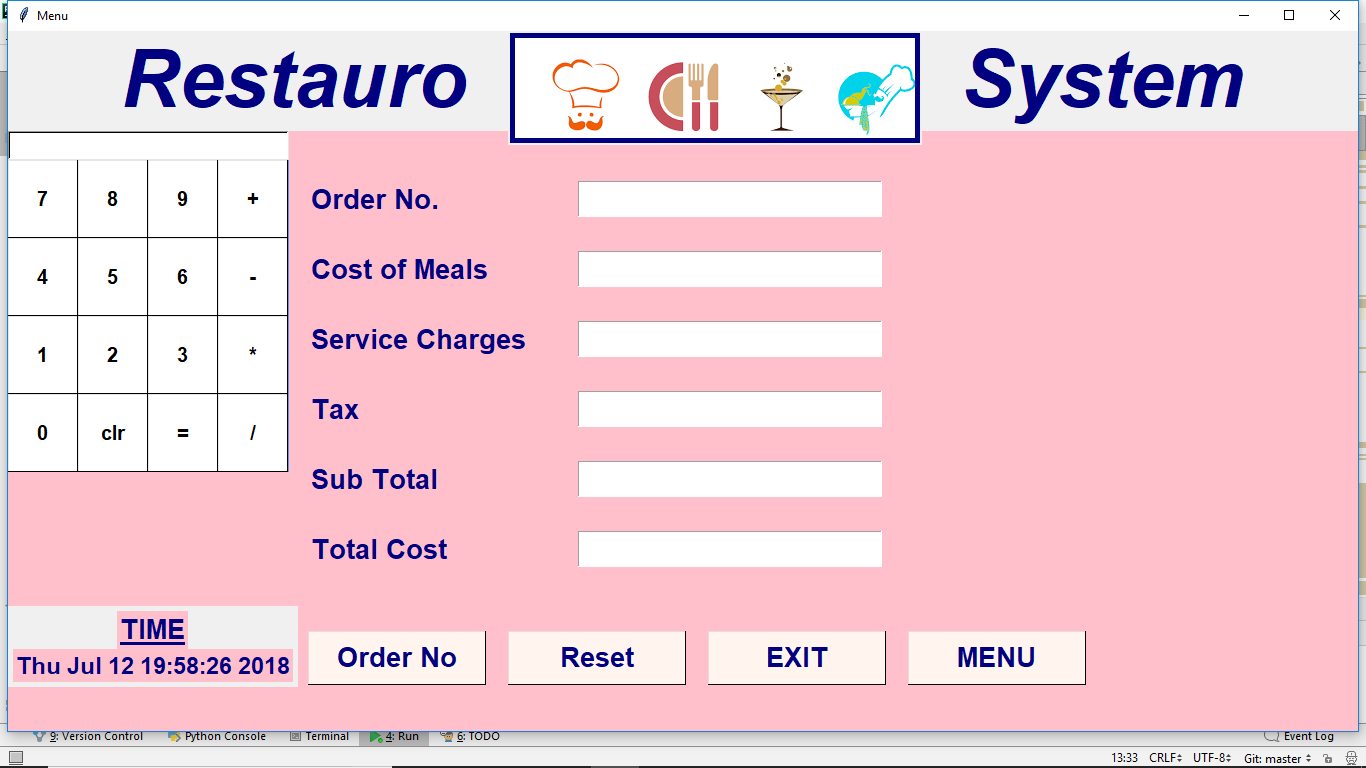 Menu
Restauro System
7 8 9 +
4 5 6 -
1 2 3 *
0 clr = /
Order No.
Cost of Meals
Service Charges
Tax
Sub Total
Total Cost
TIME
Thu Jul 12 19:58:26 2018
Order No Reset EXIT MENU
9: Version Control Python Console Terminal 4: Run 6: TODO Event Log
13:33 CRLF UTF-8 Git: master